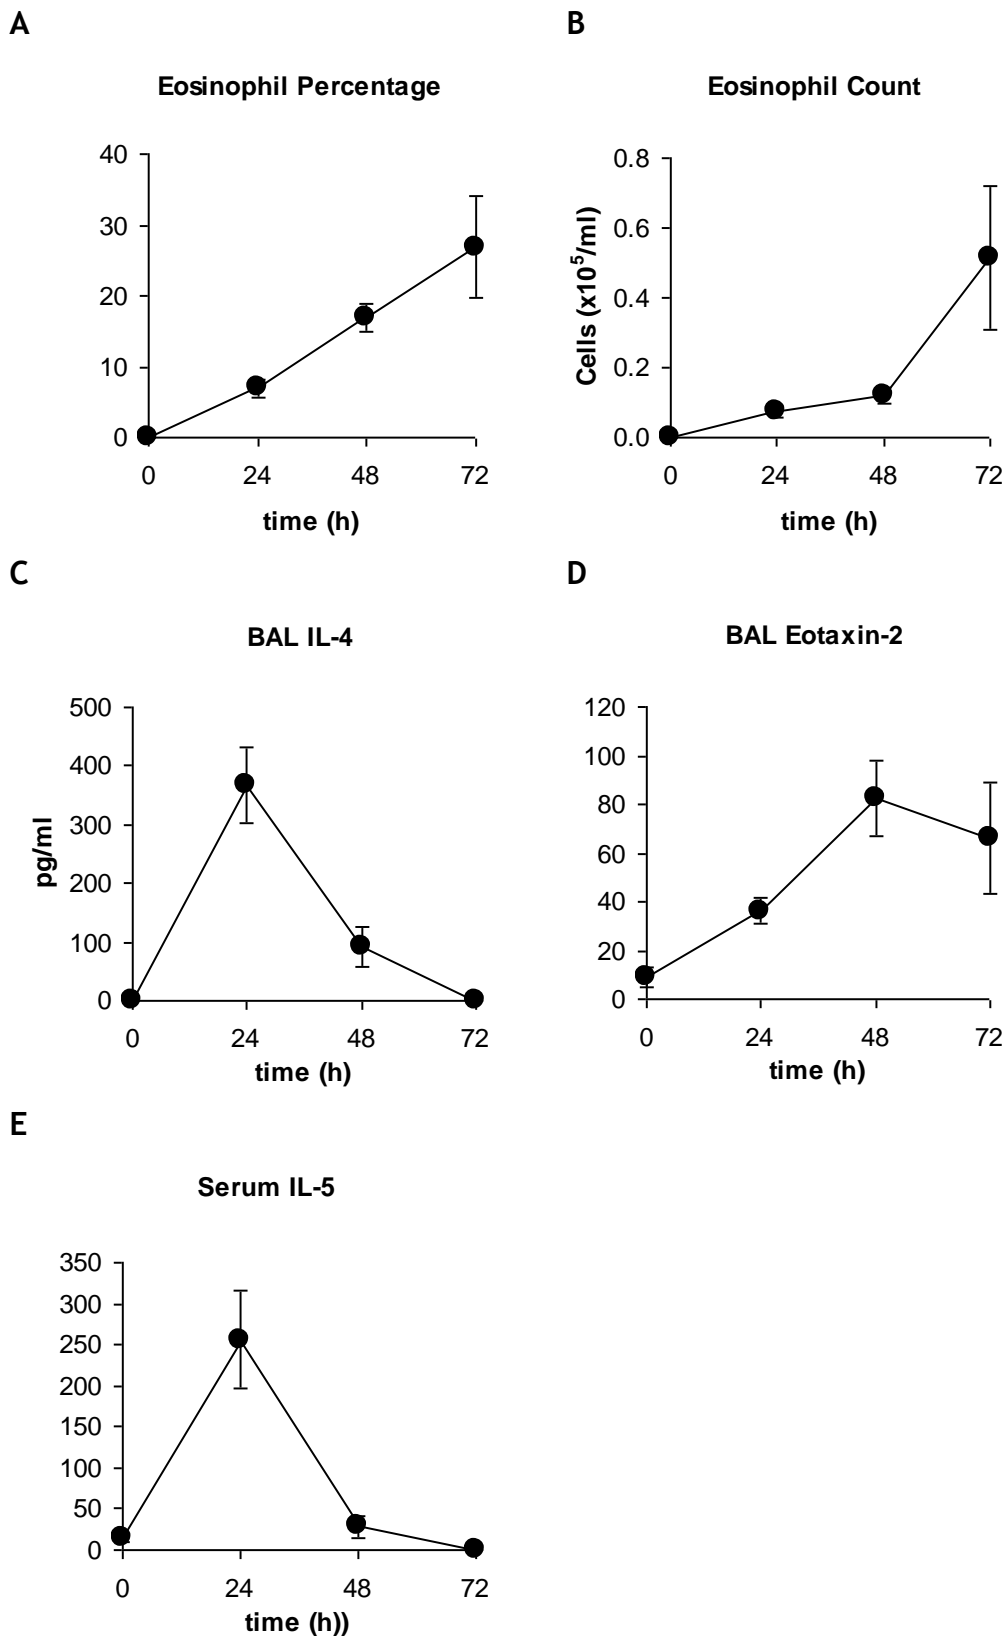 A
Eosinophil Percentage
40
30
20
10
0
0 24 48 72
time (h)
B
Eosinophil Count
Cells (x10⁵/ml)
0.8
0.6
0.4
0.2
0.0
0 24 48 72
time (h)
C
BAL IL-4
pg/ml
500
400
300
200
100
0
0 24 48 72
time (h)
D
BAL Eotaxin-2
120
100
80
60
40
20
0
0 24 48 72
time (h)
E
Serum IL-5
350
300
250
200
150
100
50
0
0 24 48 72
time (h))